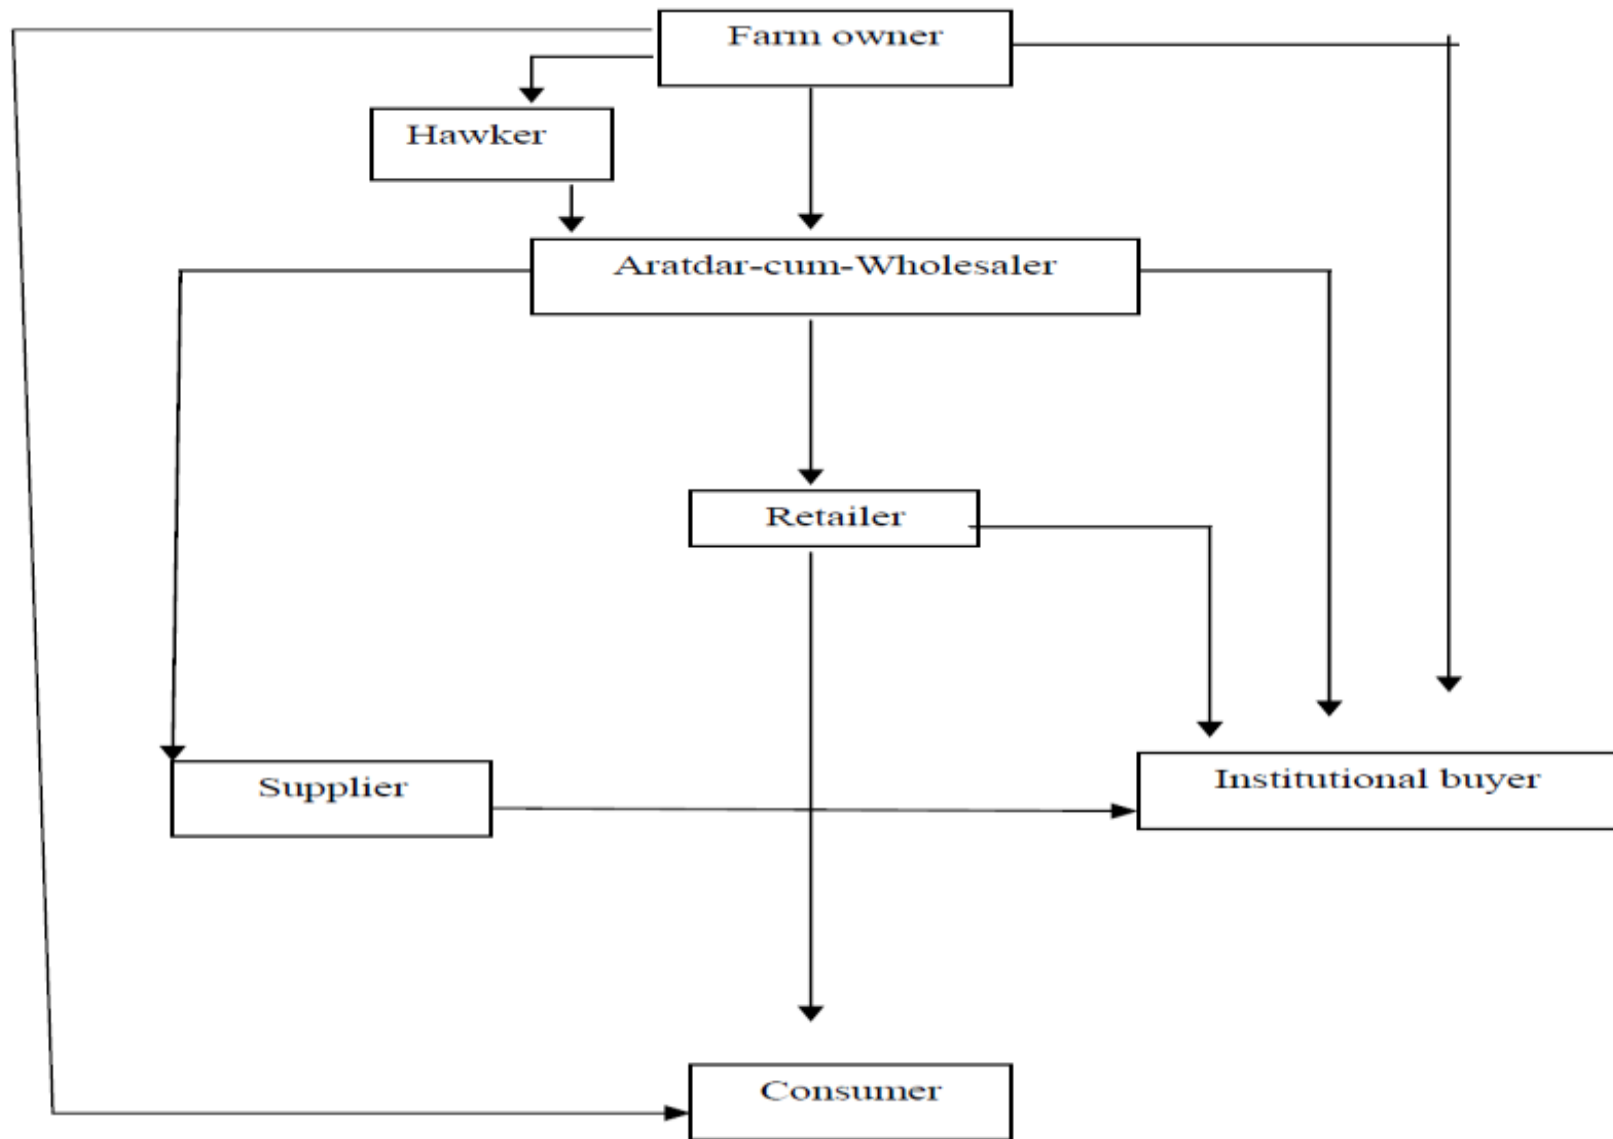 Farm owner
Hawker
Aratdar-cum-Wholesaler
Retailer
Supplier
Institutional buyer
Consumer